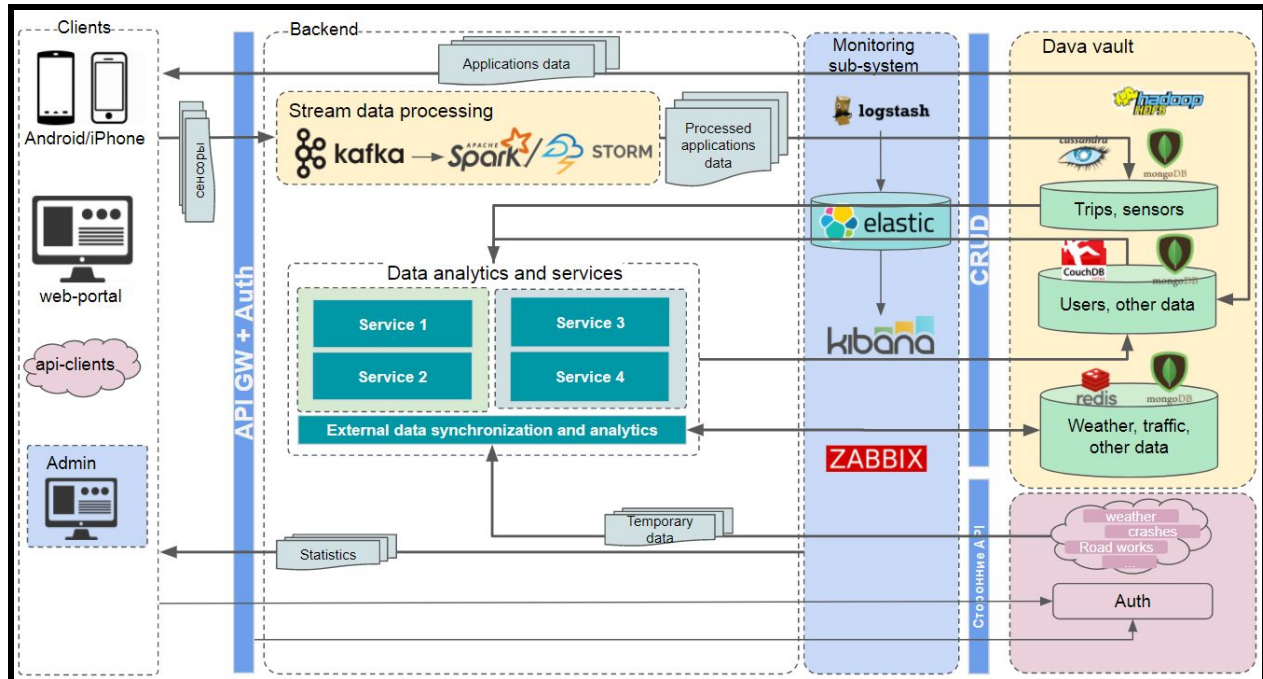 Clients
Android/iPhone
web-portal
api-clients
Admin
сенсоры
API GW + Auth
Backend
Applications data
Stream data processing
kafka
APACHE
Spark
/
STORM
Processed
applications
data
Data analytics and services
Service 1
Service 2
Service 3
Service 4
External data synchronization and analytics
Temporary
data
Statistics
Monitoring
sub-system
logstash
elastic
kibana
ZABBIX
CRUD
Сторонние API
Dava vault
hadoop
HDFS
cassandra
mongoDB
Trips, sensors
CouchDB
mongoDB
Users, other data
redis
mongoDB
Weather, traffic,
other data
weather
crashes
Road works
...
Auth